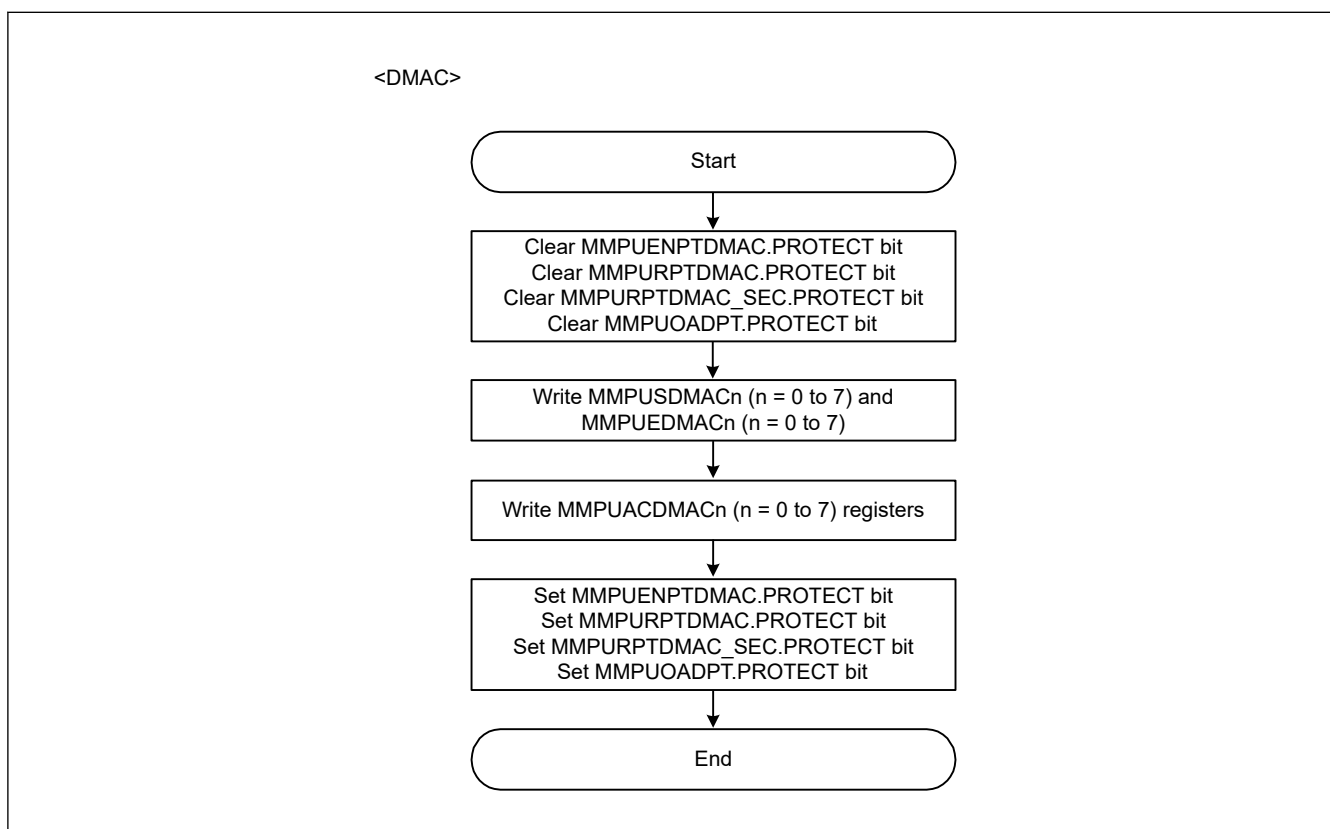 <DMAC>
Start
Clear MMPUENPTDMAC.PROTECT bit
Clear MMPURPTDMAC.PROTECT bit
Clear MMPURPTDMAC_SEC.PROTECT bit
Clear MMPUOADPT.PROTECT bit
Write MMPUSDMACn (n = 0 to 7) and
MMPUEDMACn (n = 0 to 7)
Write MMPUACDMACn (n = 0 to 7) registers
Set MMPUENPTDMAC.PROTECT bit
Set MMPURPTDMAC.PROTECT bit
Set MMPURPTDMAC_SEC.PROTECT bit
Set MMPUOADPT.PROTECT bit
End